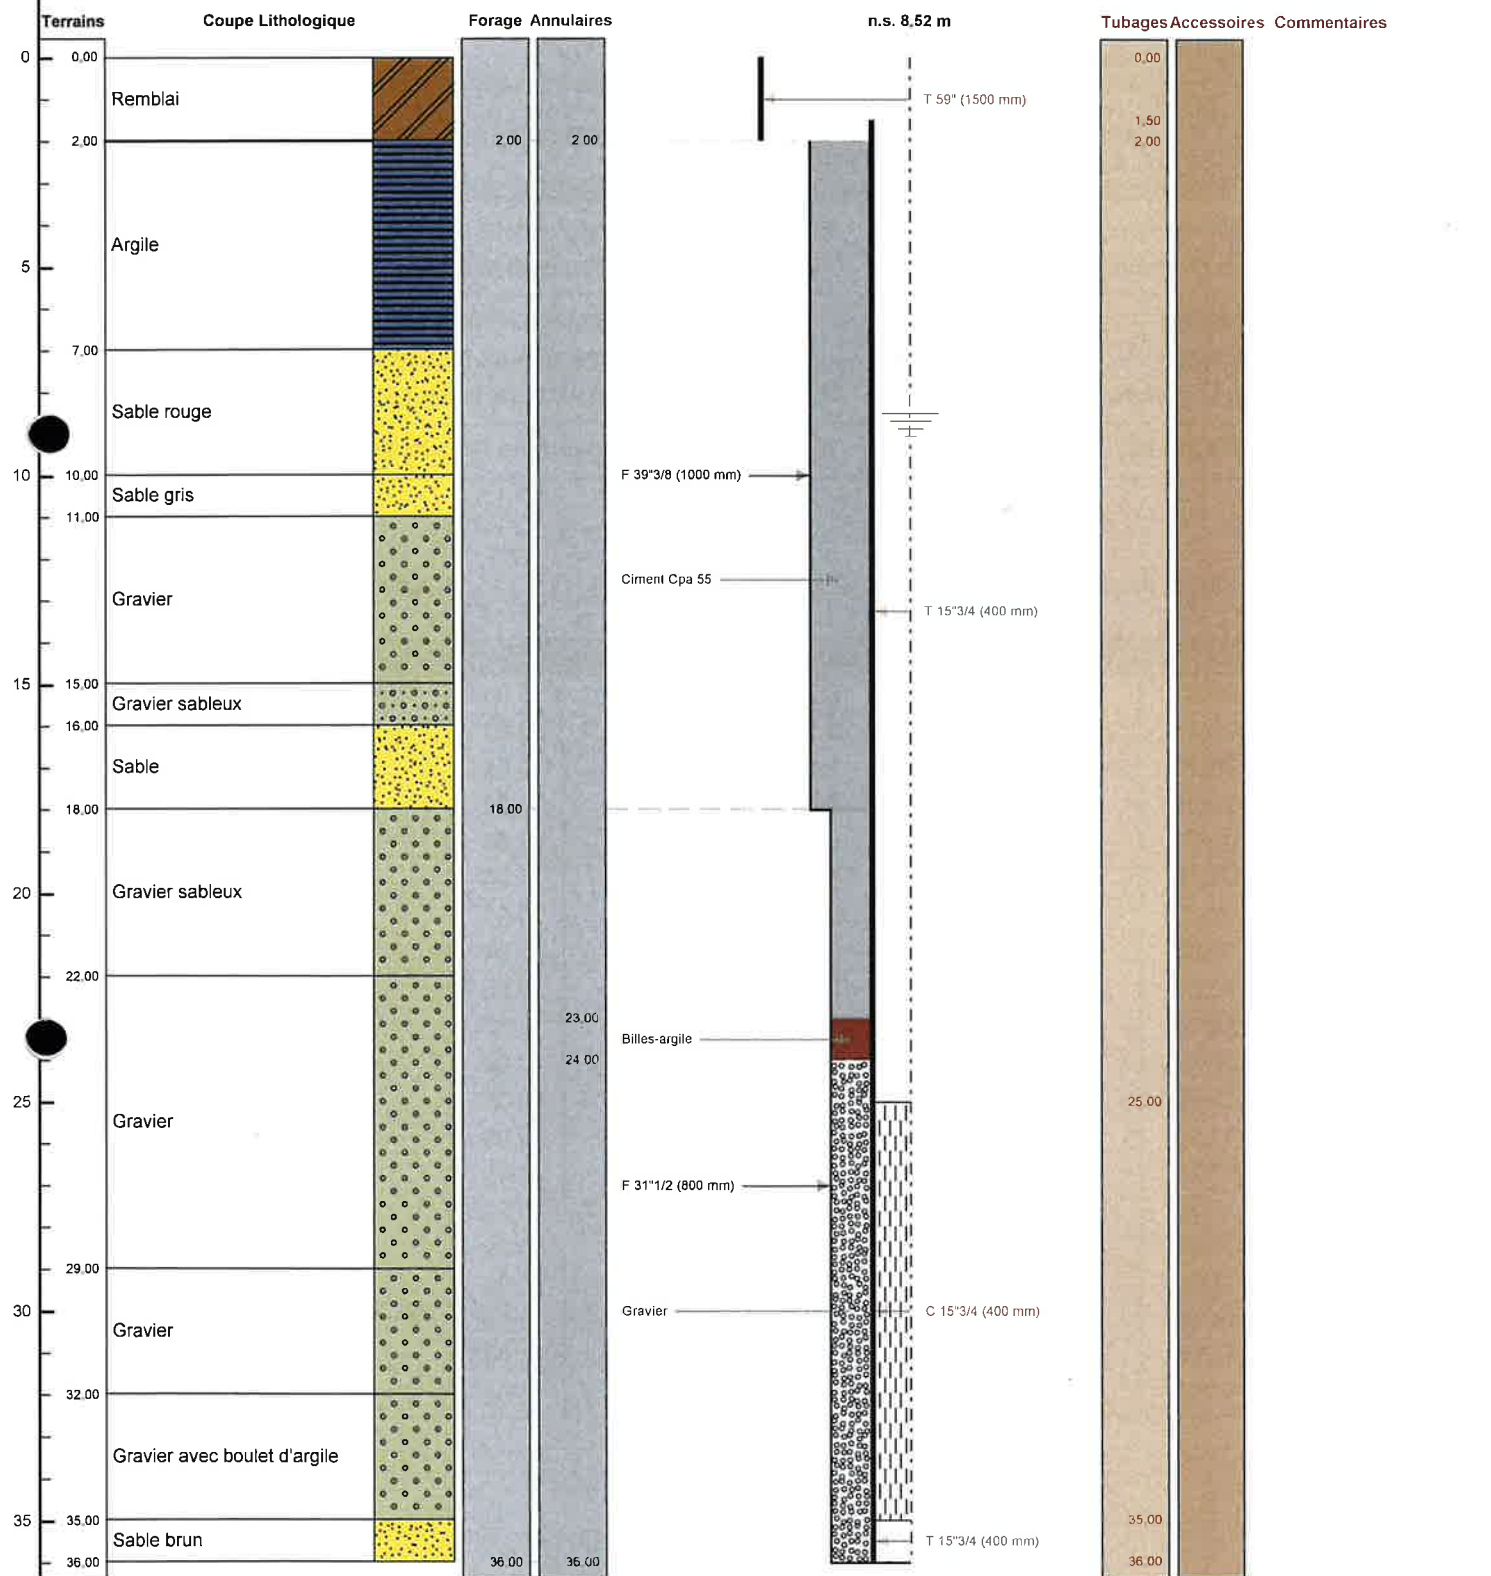 Terrains Coupe Lithologique Forage Annulaires n.s. 8,52 m Tubages Accessoires Commentaires
0 0,00 0,00
Remblai T 59" (1500 mm)
1,50
2,00 2 00 2 00 2 00
Argile
5
7,00
Sable rouge
10 10,00 F 39"3/8 (1000 mm)
Sable gris
11,00
Ciment Cpa 55
Gravier T 15"3/4 (400 mm)
15 15,00
Gravier sableux
16,00
Sable
18,00 18 00
20 Gravier sableux
22,00
23,00
Billes-argile
24 00
25 25 00
Gravier
F 31"1/2 (800 mm)
29,00
30 Gravier C 15"3/4 (400 mm)
Gravier
32,00
Gravier avec boulet d'argile
35 35,00 35,00
Sable brun T 15"3/4 (400 mm)
36,00 36 00 36,00 36 00